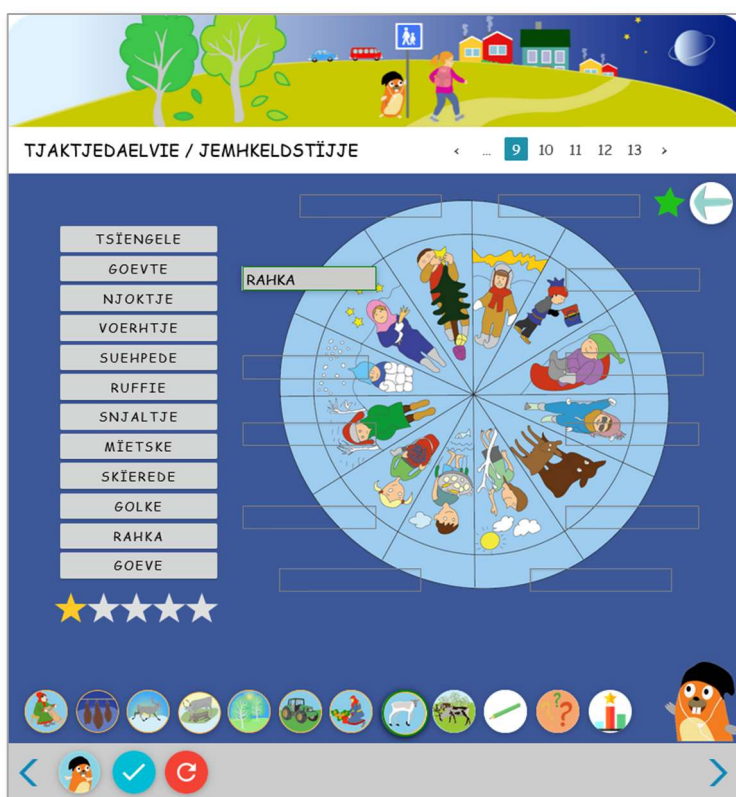 TJAKTJEDAELVIE / JEMHKELDSTÏJJE
‹ ... 9 10 11 12 13 ›
TSÏENGELE
GOEVTE
NJOKTJE
VOERHTJE
SUEHPEDE
RUFFIE
SNJALTJE
MÏETSKE
SKÏEREDE
GOLKE
RAHKA
GOEVE
RAHKA